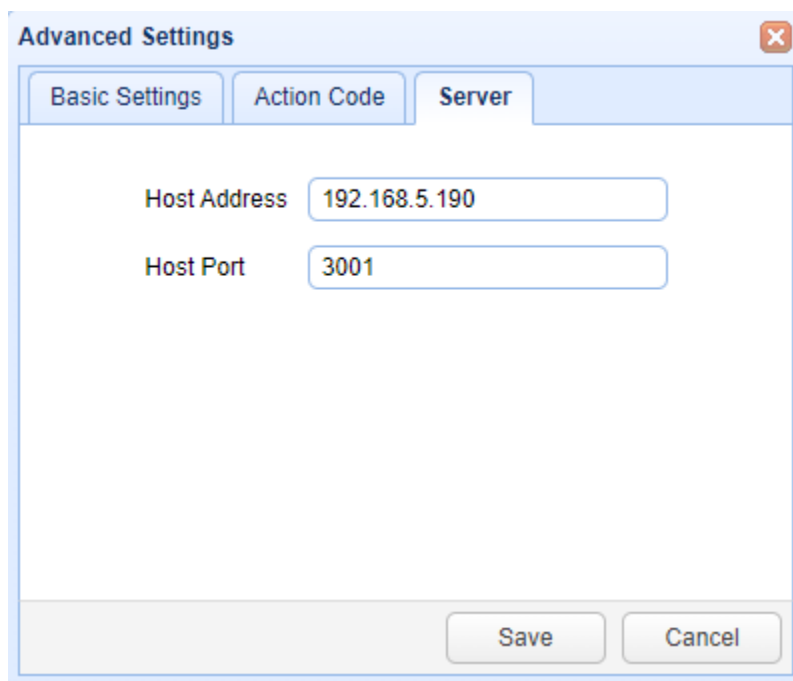 Advanced Settings
Basic Settings Action Code Server
Host Address 192.168.5.190
Host Port 3001
Save Cancel